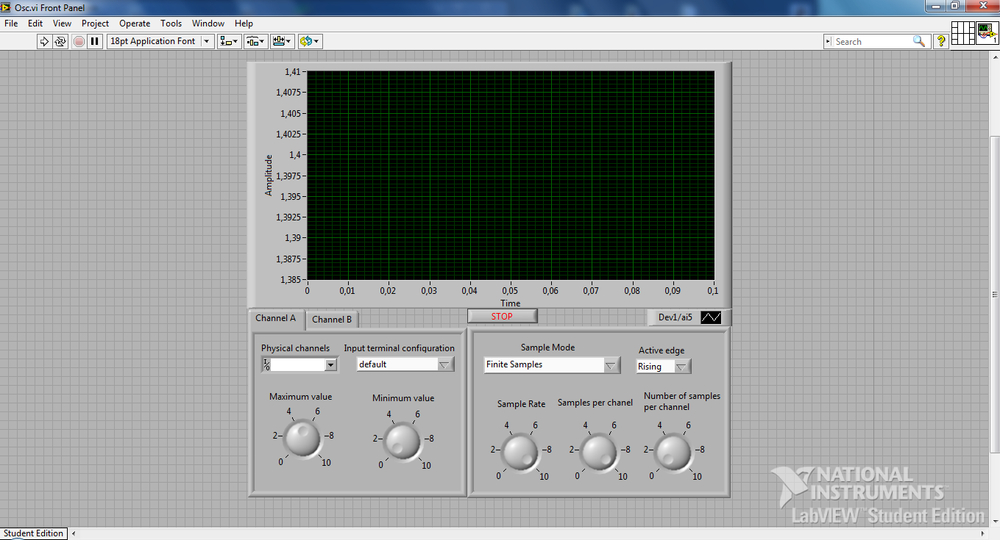 Osc.vi Front Panel
File Edit View Project Operate Tools Window Help
18pt Application Font
Search
?
1
1,41
1,4075
1,405
1,4025
1,4
1,3975
1,395
1,3925
1,39
1,3875
1,385
Amplitude
0 0,01 0,02 0,03 0,04 0,05 0,06 0,07 0,08 0,09 0,1
Time
Channel A Channel B
STOP
Dev1/ai5
Physical channels
I/0
Input terminal configuration
default
Maximum value
0 2 4 6 8 10
Minimum value
0 2 4 6 8 10
Sample Mode
Finite Samples
Active edge
Rising
Sample Rate
0 2 4 6 8 10
Samples per chanel
0 2 4 6 8 10
Number of samples
per channel
0 2 4 6 8 10
NATIONAL
INSTRUMENTS
LabVIEW™ Student Edition
Student Edition